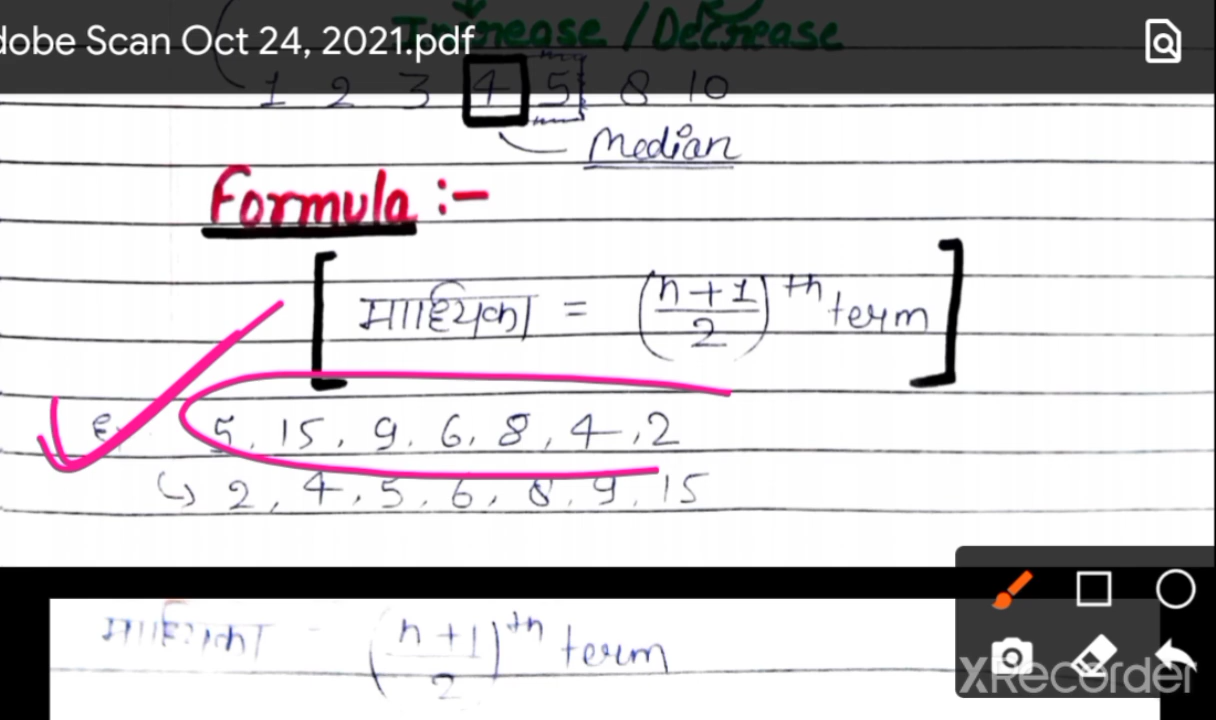 dobe Scan Oct 24, 2021.pdf
Increase / Decrease
1 2 3 4 5 8 10
Median
Formula :-
[ माध्यिका = (n+1/2)th term ]
5, 15, 9, 6, 8, 4, 2
↳ 2, 4, 5, 6, 8, 9, 15
माध्यिका (n+1/2)th term
XRecorder